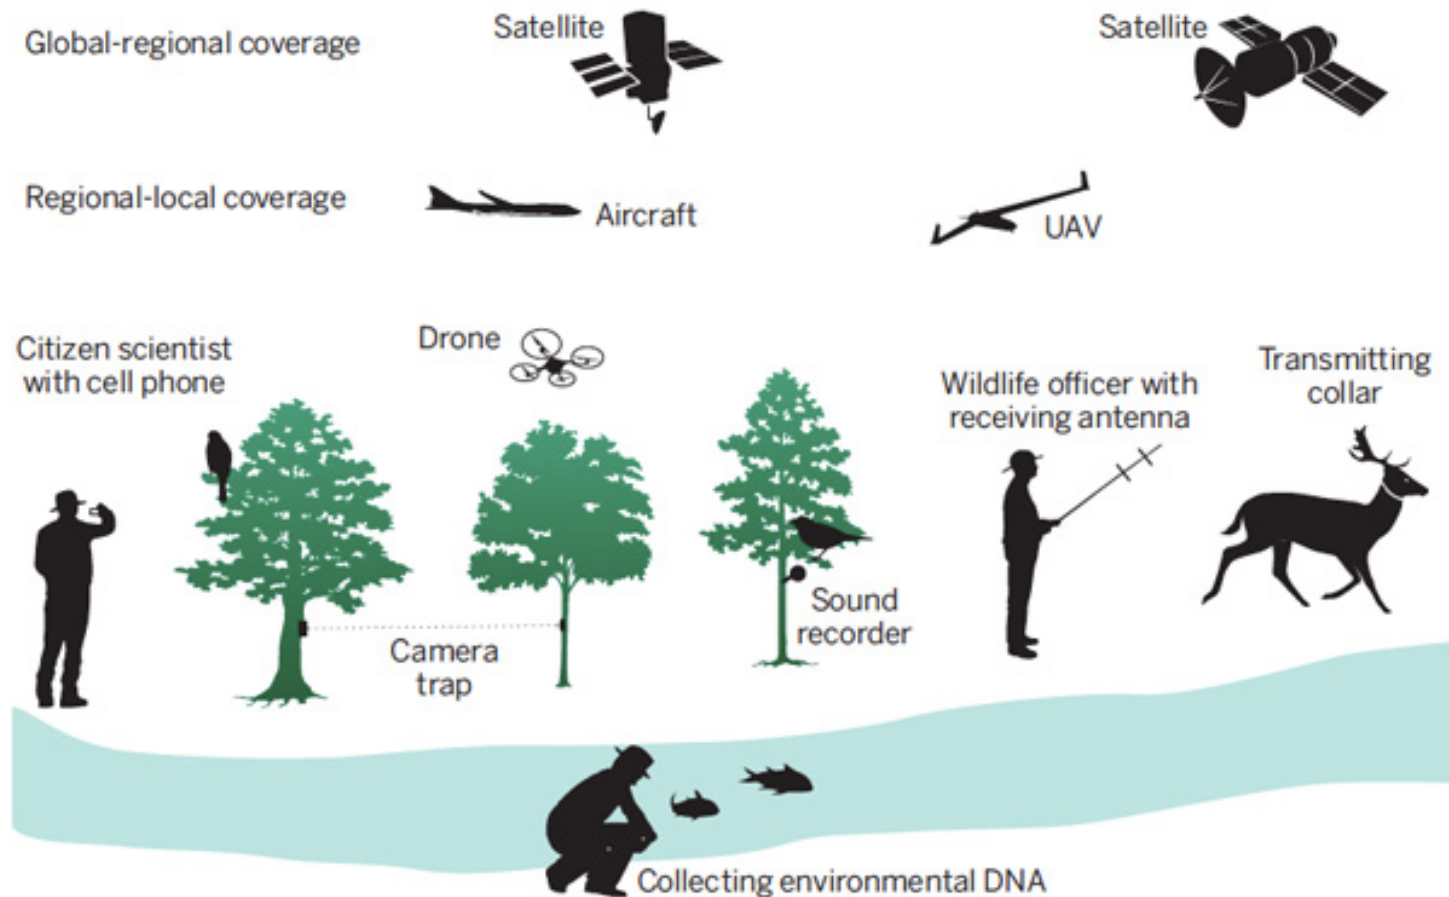 Global-regional coverage
Satellite
Satellite
Regional-local coverage
Aircraft
UAV
Citizen scientist
with cell phone
Drone
Wildlife officer with
receiving antenna
Transmitting
collar
Camera
trap
Sound
recorder
Collecting environmental DNA